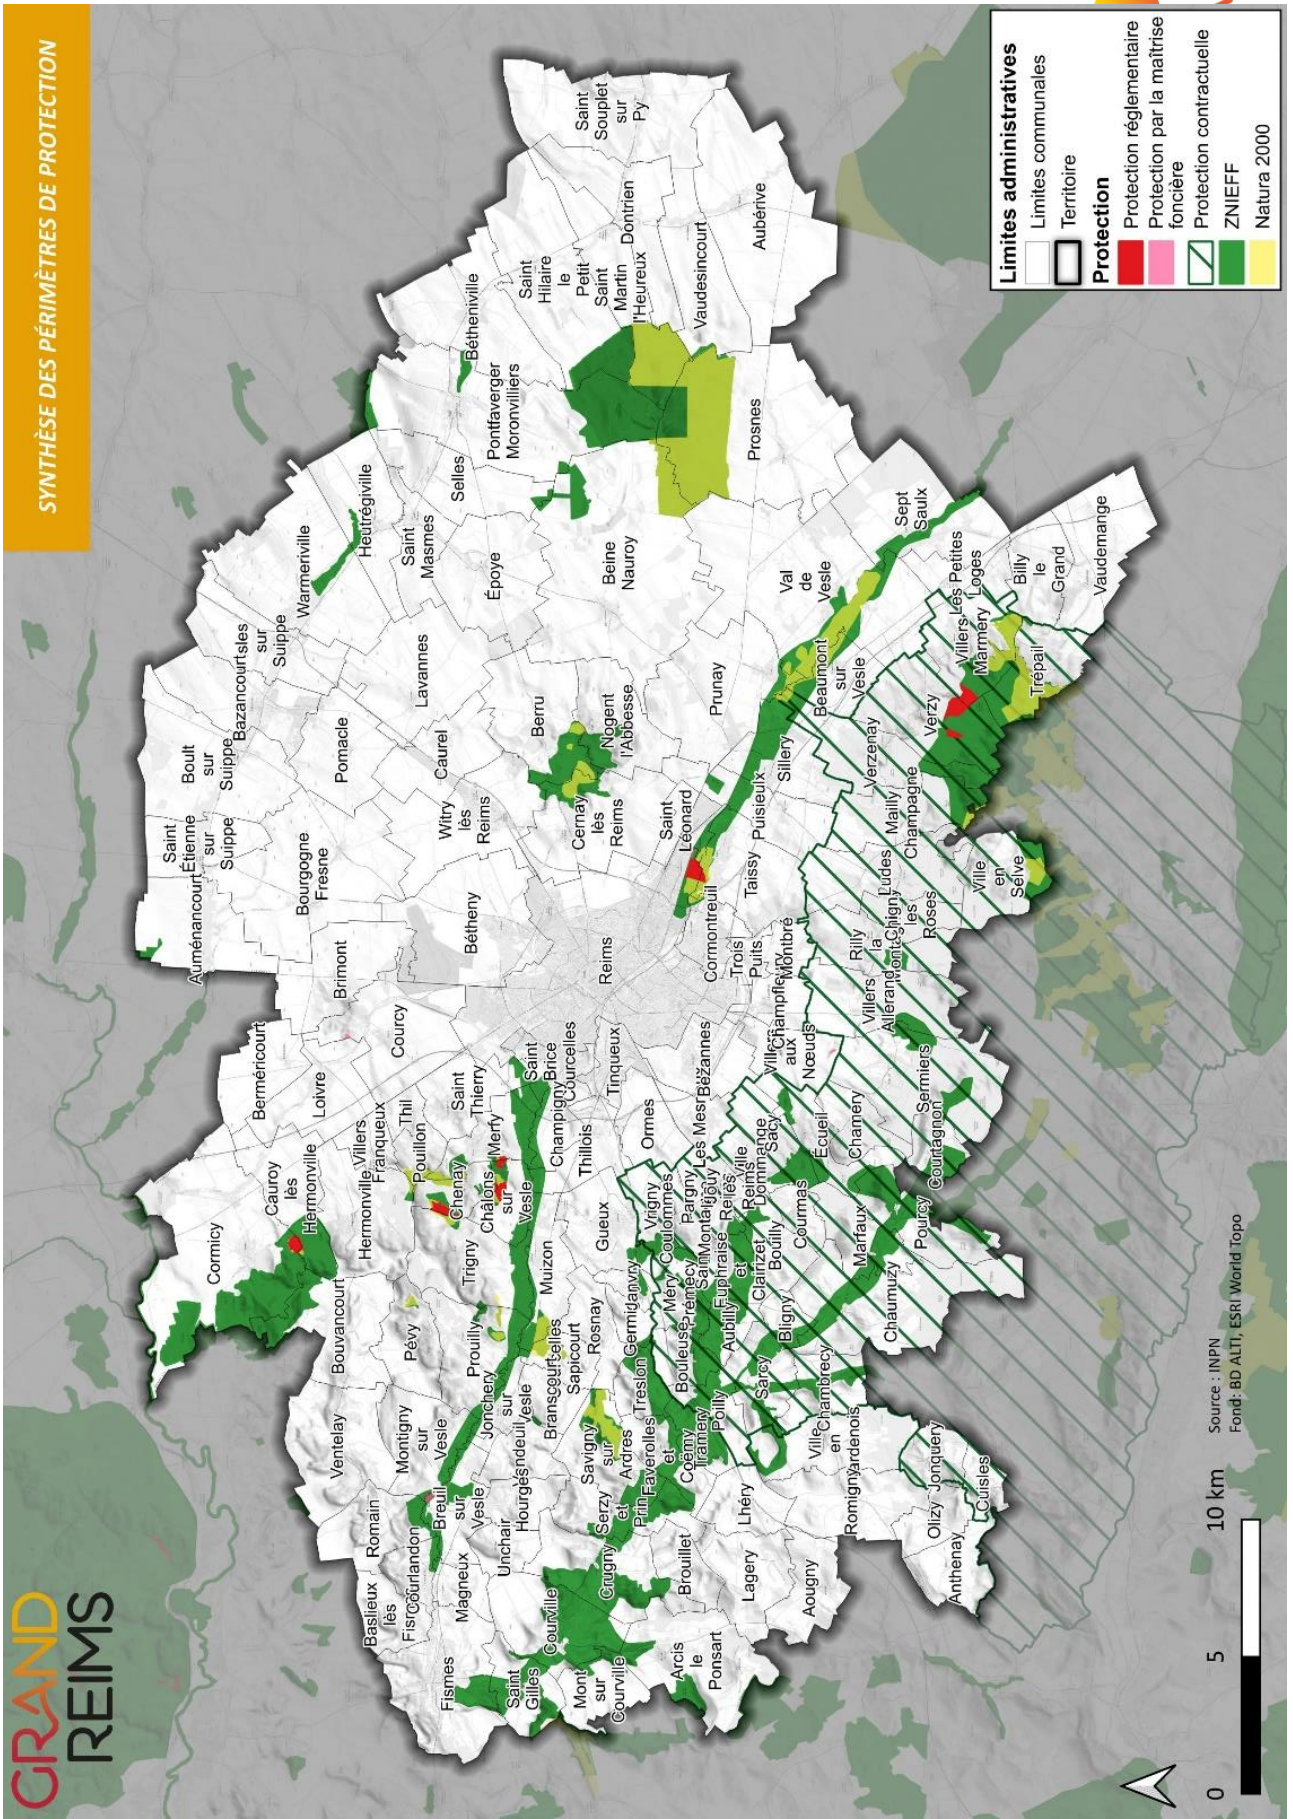 SYNTHÈSE DES PÉRIMÈTRES DE PROTECTION
GRAND
REIMS
Limites administratives
Limites communales
Territoire
Protection
Protection réglementaire
Protection par la maîtrise
foncière
Protection contractuelle
ZNIEFF
Natura 2000
Cormicy
Cauroy
lès
Hermonville
Berméricourt
Loivre
Villers
Franqueux
Hermonville
Thil
Pouillon
Saint
Thierry
Merfy
Chenay
Châlons
sur
Vesle
Trigny
Bouvancourt
Pévy
Prouilly
Ventelay
Montigny
sur
Vesle
Jonchery
sur
Vesle
Romain
Breuil
sur
Vesle
Courlandon
Baslieux
lès
Magneux
Unchair
Fismes
Saint
Gilles
Courville
Mont
sur
Courville
Arcis
le
Ponsart
Crugny
Brouillet
Lagery
Aougny
Lhéry
Serzy
et
Prin
Savigny
sur
Ardres
Faverolles
et
Coëmy
Tramery
Poilly
Treslon
Bouleuse
Germigny
Rosnay
Sapicourt
Muizon
Gueux
Thillois
Champigny
Saint
Brice
Courcelles
Tinqueux
Ormes
Bezannes
Reims
Bétheny
Courcy
Brimont
Auménancourt
Saint
Étienne
sur
Suippe
Boult
sur
Suippe
Bazancourt
Isles
sur
Suippe
Warmeriville
Heutrégiville
Bourgogne
Fresne
Pomacle
Lavannes
Caurel
Witry
lès
Reims
Saint
Masmes
Selles
Époye
Pontfaverger
Moronvilliers
Bétheniville
Saint
Hilaire
le
Petit
Saint
Martin
l'Heureux
Dontrien
Saint
Souplet
sur
Py
Vaudesincourt
Aubérive
Prosnes
Beine
Nauroy
Berru
Nogent
l'Abbesse
Cernay
lès
Reims
Saint
Léonard
Prunay
Puisieulx
Sillery
Taissy
Cormontreuil
Trois
Puits
Montbré
Champfleury
Villers
aux
Nœuds
Val
de
Vesle
Sept
Saulx
Beaumont
sur
Vesle
Les Petites
Loges
Billy
le
Grand
Vaudemange
Villers
Marmery
Trépail
Verzy
Verzenay
Mailly
Champagne
Ludes
Chigny
les
Roses
Ville
en
Selve
Rilly
la
Villers
Allerand
Sermiers
Courtagnon
Chamery
Écueil
Sacy
Ville
Dommange
Vrigny
Coulommes
Pargny
Reims
Méry
Prémecy
Aubilly
Euphraise
et
Clairizet
Bouilly
Courmas
Bligny
Marfaux
Pourcy
Chaumuzy
Sarcy
Chambrecy
Ville
en
Romigny
Jonquery
Olizy
Cuisles
Anthenay
0
5
10 km
Source : INPN
Fond: BD ALTI, ESRI World Topo